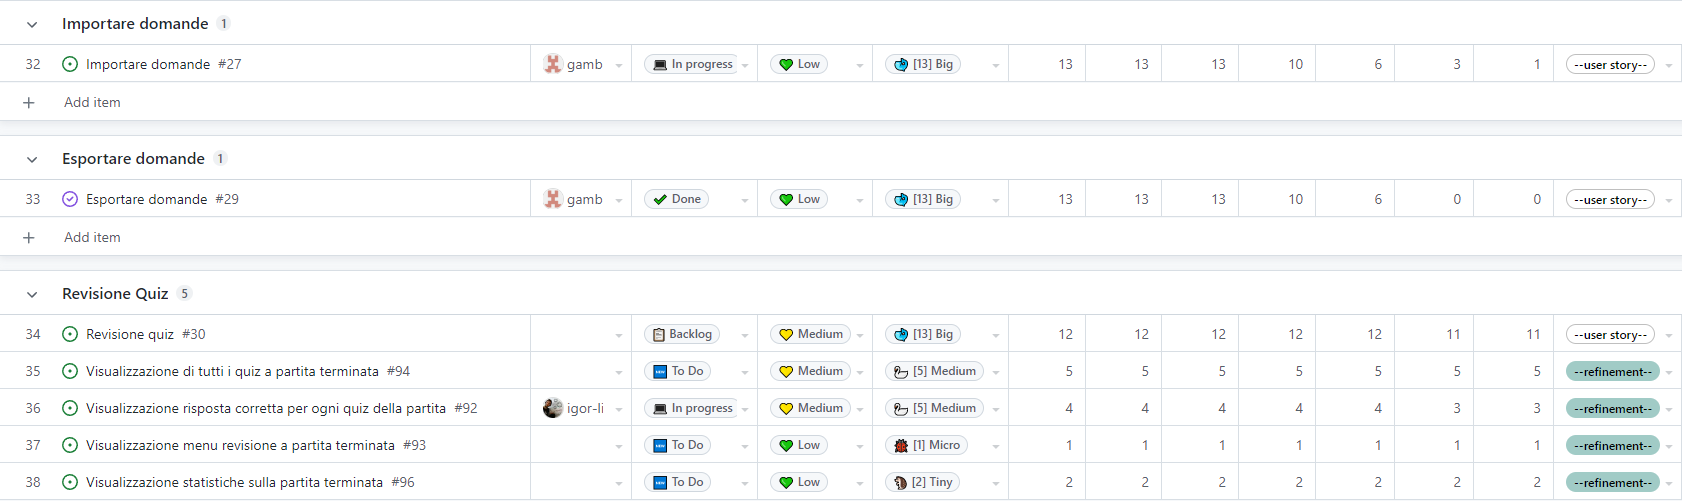 Importare domande 1
32 Importare domande #27 gamb In progress Low [13] Big 13 13 13 10 6 3 1 --user story--
+ Add item
Esportare domande 1
33 Esportare domande #29 gamb Done Low [13] Big 13 13 13 10 6 0 0 --user story--
+ Add item
Revisione Quiz 5
34 Revisione quiz #30 Backlog Medium [13] Big 12 12 12 12 12 11 11 --user story--
35 Visualizzazione di tutti i quiz a partita terminata #94 NEW To Do Medium [5] Medium 5 5 5 5 5 5 5 --refinement--
36 Visualizzazione risposta corretta per ogni quiz della partita #92 igor-li In progress Medium [5] Medium 4 4 4 4 4 3 3 --refinement--
37 Visualizzazione menu revisione a partita terminata #93 NEW To Do Low [1] Micro 1 1 1 1 1 1 1 --refinement--
38 Visualizzazione statistiche sulla partita terminata #96 NEW To Do Low [2] Tiny 2 2 2 2 2 2 2 --refinement--